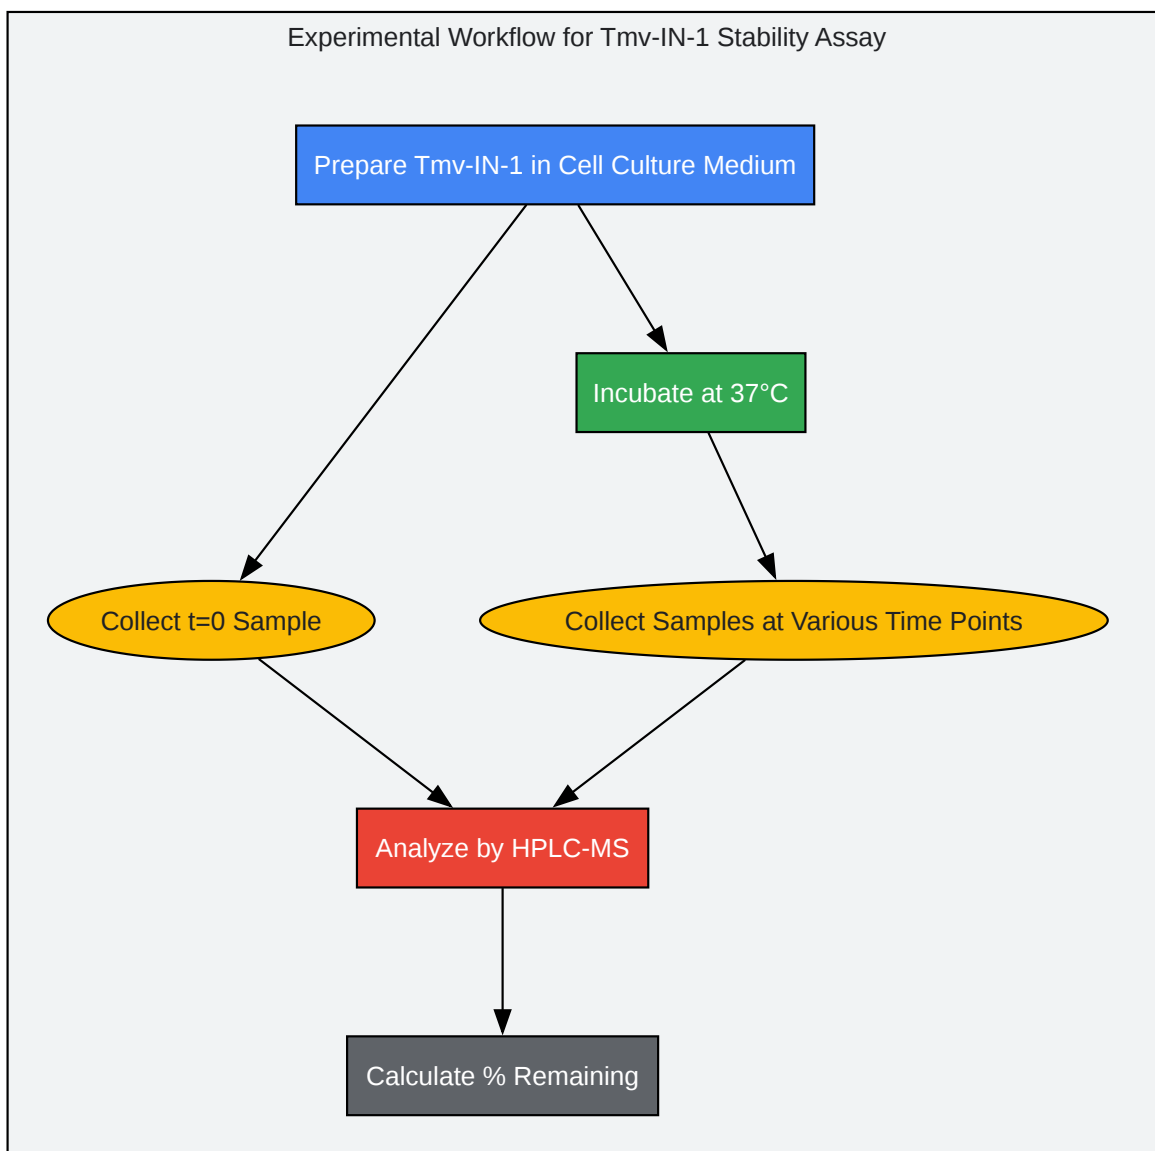 Experimental Workflow for Tmv-IN-1 Stability Assay
Prepare Tmv-IN-1 in Cell Culture Medium
Incubate at 37°C
Collect t=0 Sample
Collect Samples at Various Time Points
Analyze by HPLC-MS
Calculate % Remaining